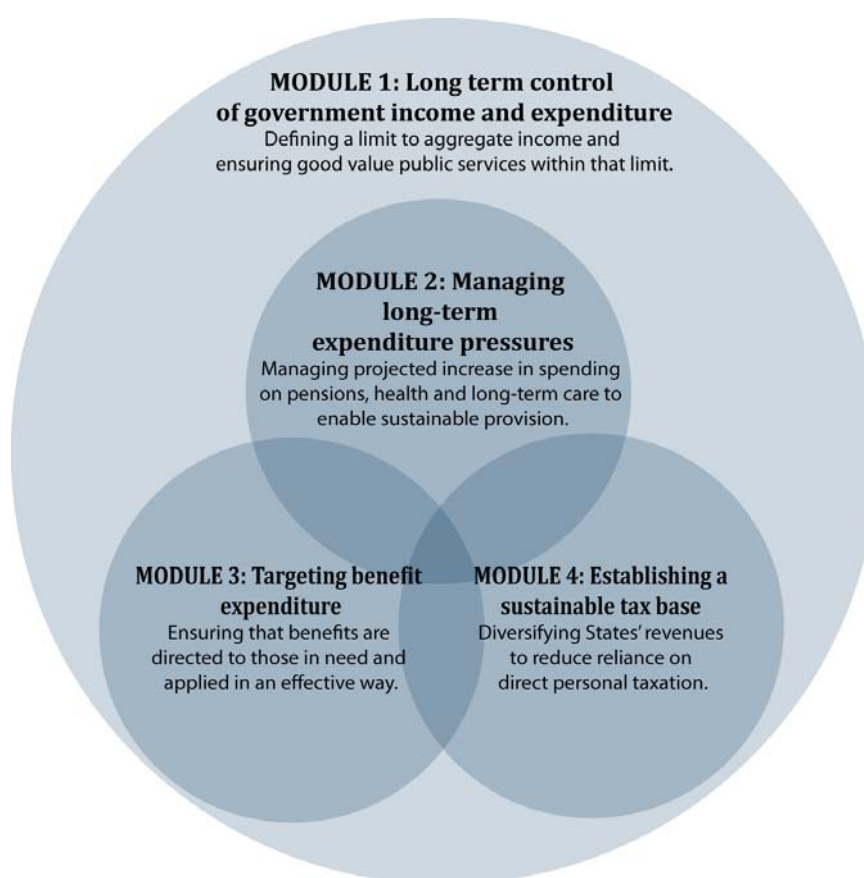 MODULE 1: Long term control
of government income and expenditure
Defining a limit to aggregate income and
ensuring good value public services within that limit.
MODULE 2: Managing
long-term
expenditure pressures
Managing projected increase in spending
on pensions, health and long-term care to
enable sustainable provision.
MODULE 3: Targeting benefit
expenditure
Ensuring that benefits are
directed to those in need and
applied in an effective way.
MODULE 4: Establishing a
sustainable tax base
Diversifying States’ revenues
to reduce reliance on
direct personal taxation.